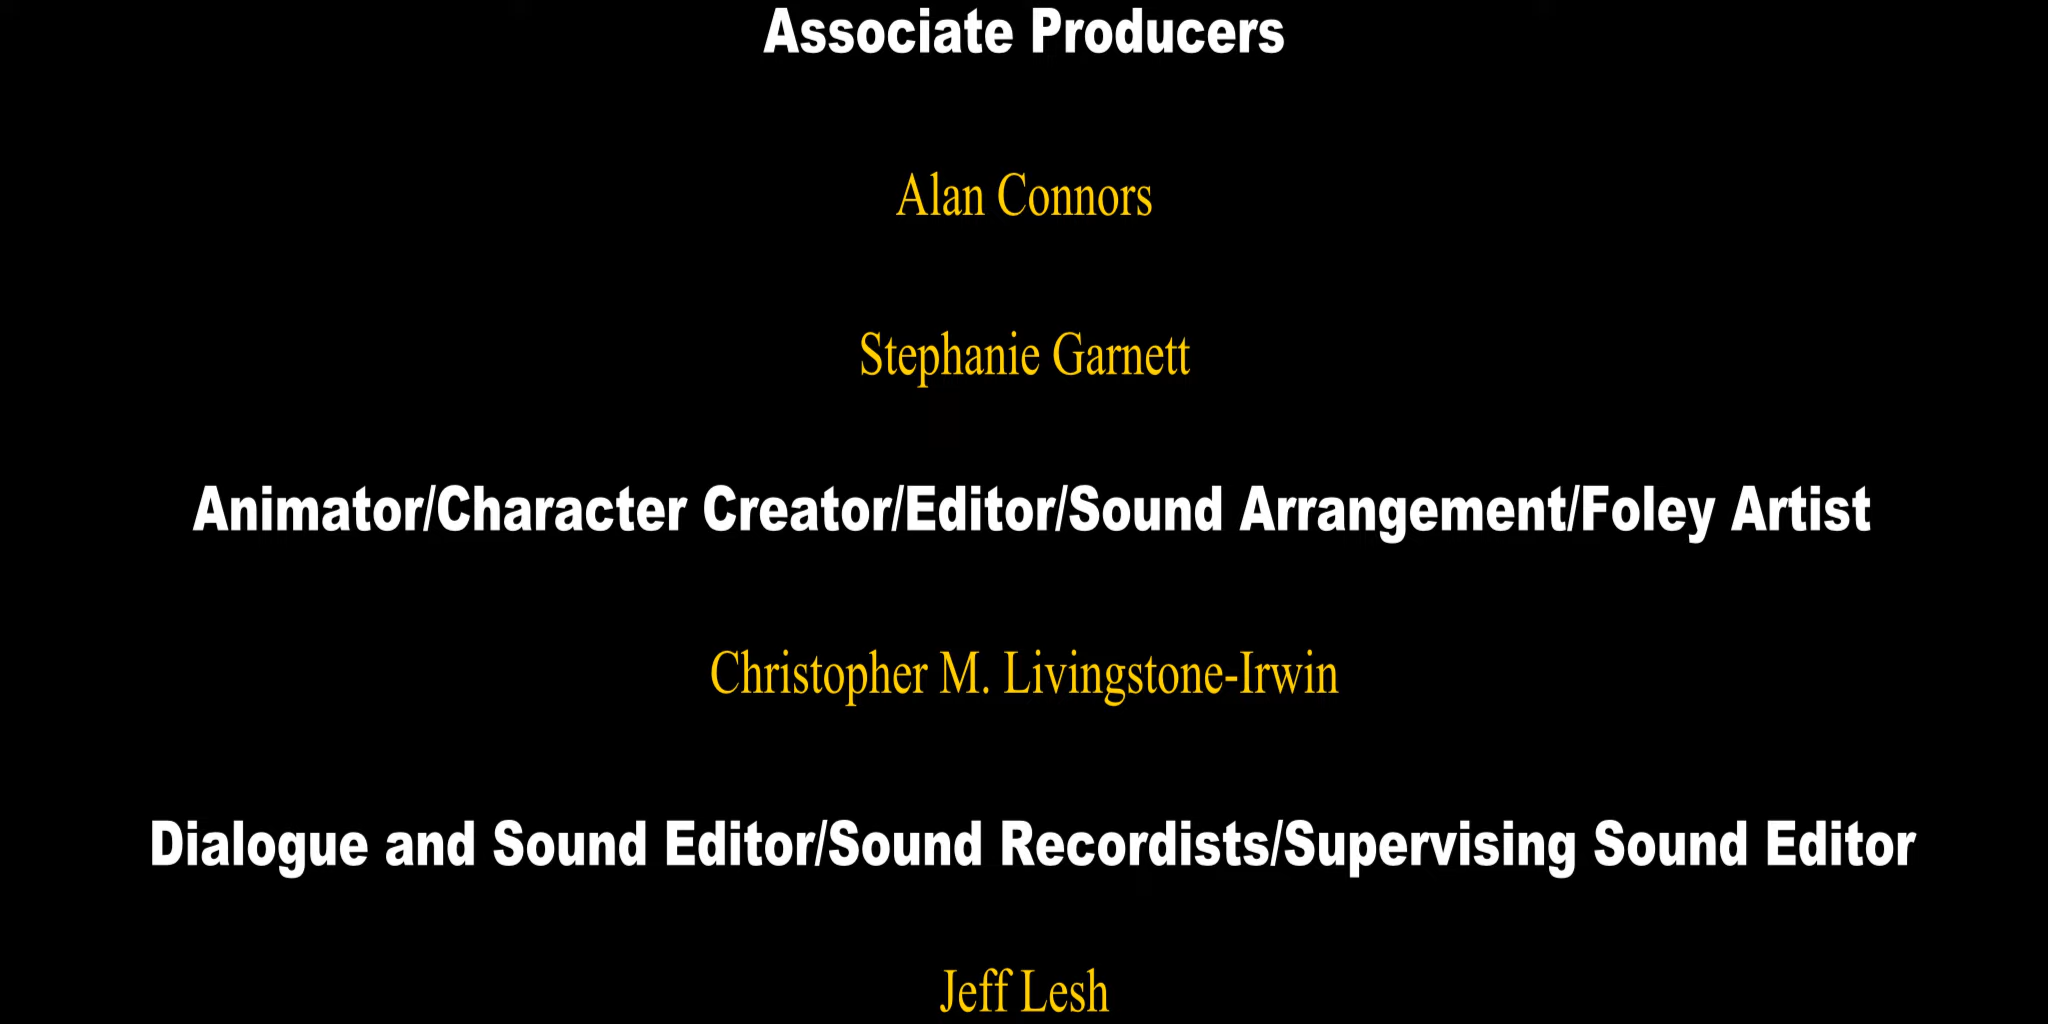 Associate Producers
Alan Connors
Stephanie Garnett
Animator/Character Creator/Editor/Sound Arrangement/Foley Artist
Christopher M. Livingstone-Irwin
Dialogue and Sound Editor/Sound Recordists/Supervising Sound Editor
Jeff Lesh